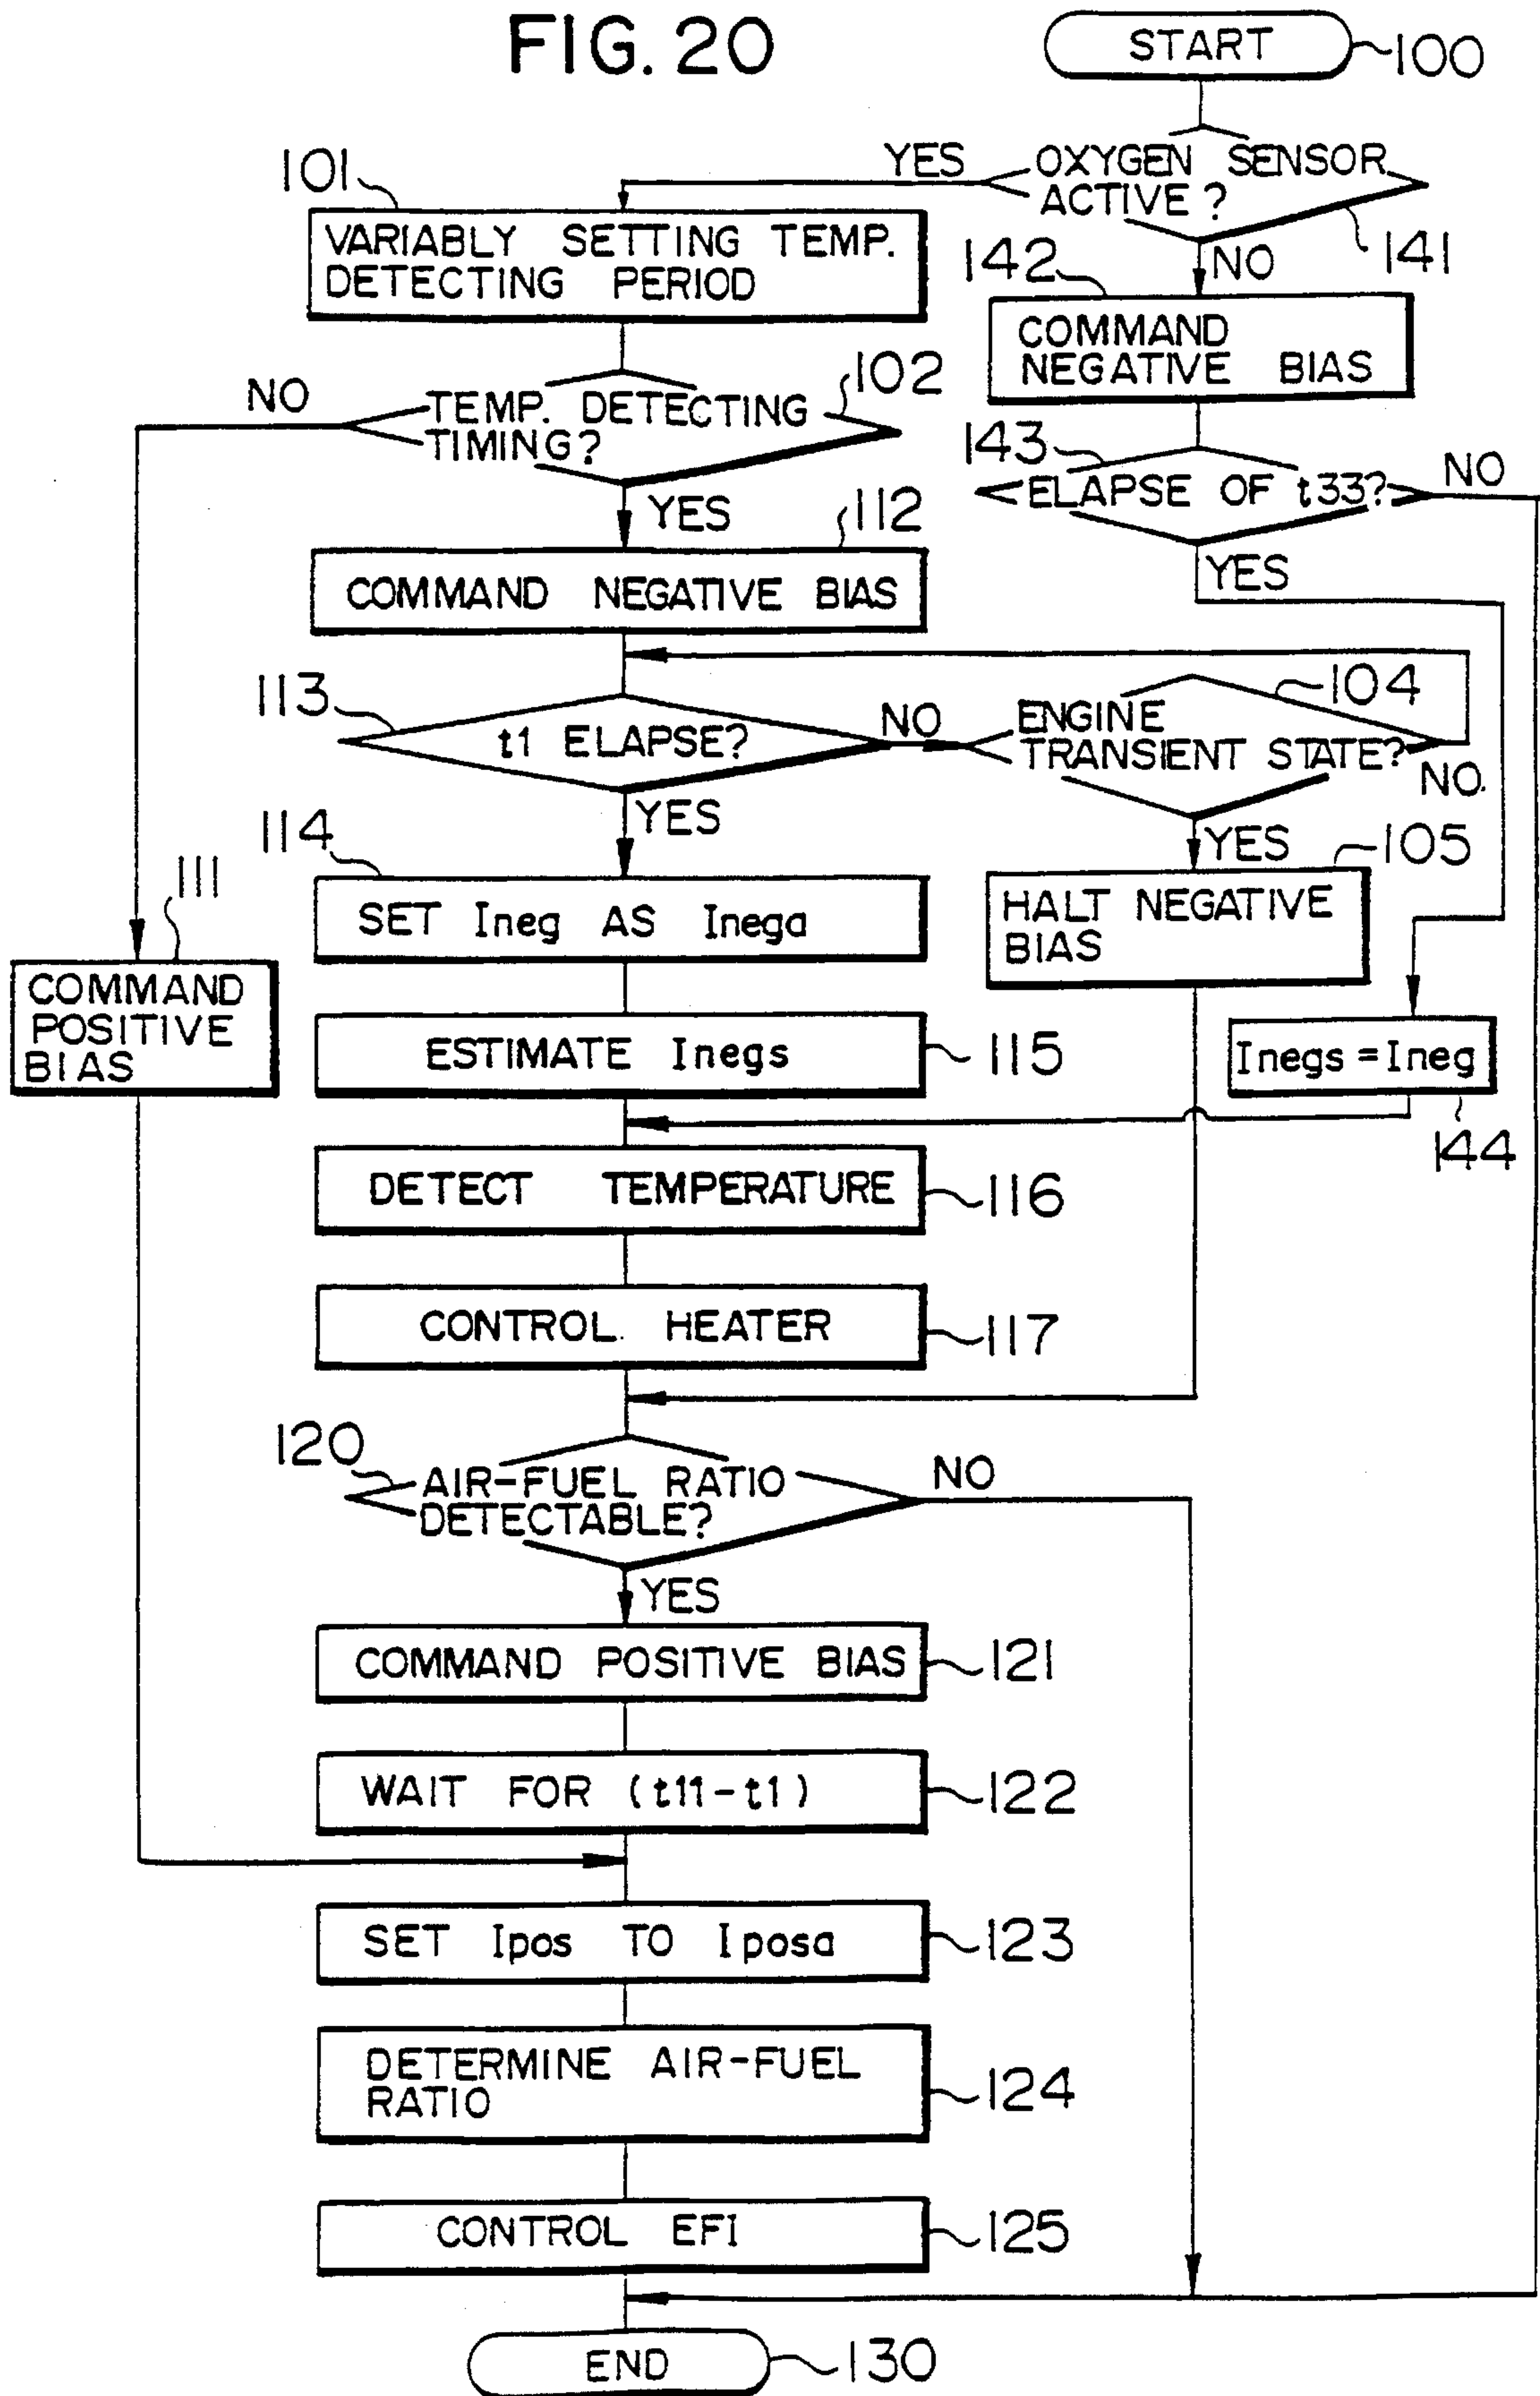 FIG. 20
START
100
YES
OXYGEN SENSOR
ACTIVE?
141
101
VARIABLY SETTING TEMP.
DETECTING PERIOD
NO
142
COMMAND
NEGATIVE BIAS
NO
TEMP. DETECTING
TIMING?
102
YES
143
ELAPSE OF t33?
NO
YES
112
COMMAND NEGATIVE BIAS
113
t1 ELAPSE?
NO
104
ENGINE
TRANSIENT STATE?
NO.
YES
YES
114
SET Ineg AS Inega
105
HALT NEGATIVE
BIAS
111
COMMAND
POSITIVE
BIAS
ESTIMATE Inegs
115
Inegs = Ineg
144
DETECT TEMPERATURE
116
CONTROL. HEATER
117
120
AIR-FUEL RATIO
DETECTABLE?
NO
YES
COMMAND POSITIVE BIAS
121
WAIT FOR (t11-t1)
122
SET Ipos TO Iposa
123
DETERMINE AIR-FUEL
RATIO
124
CONTROL EFI
125
END
130